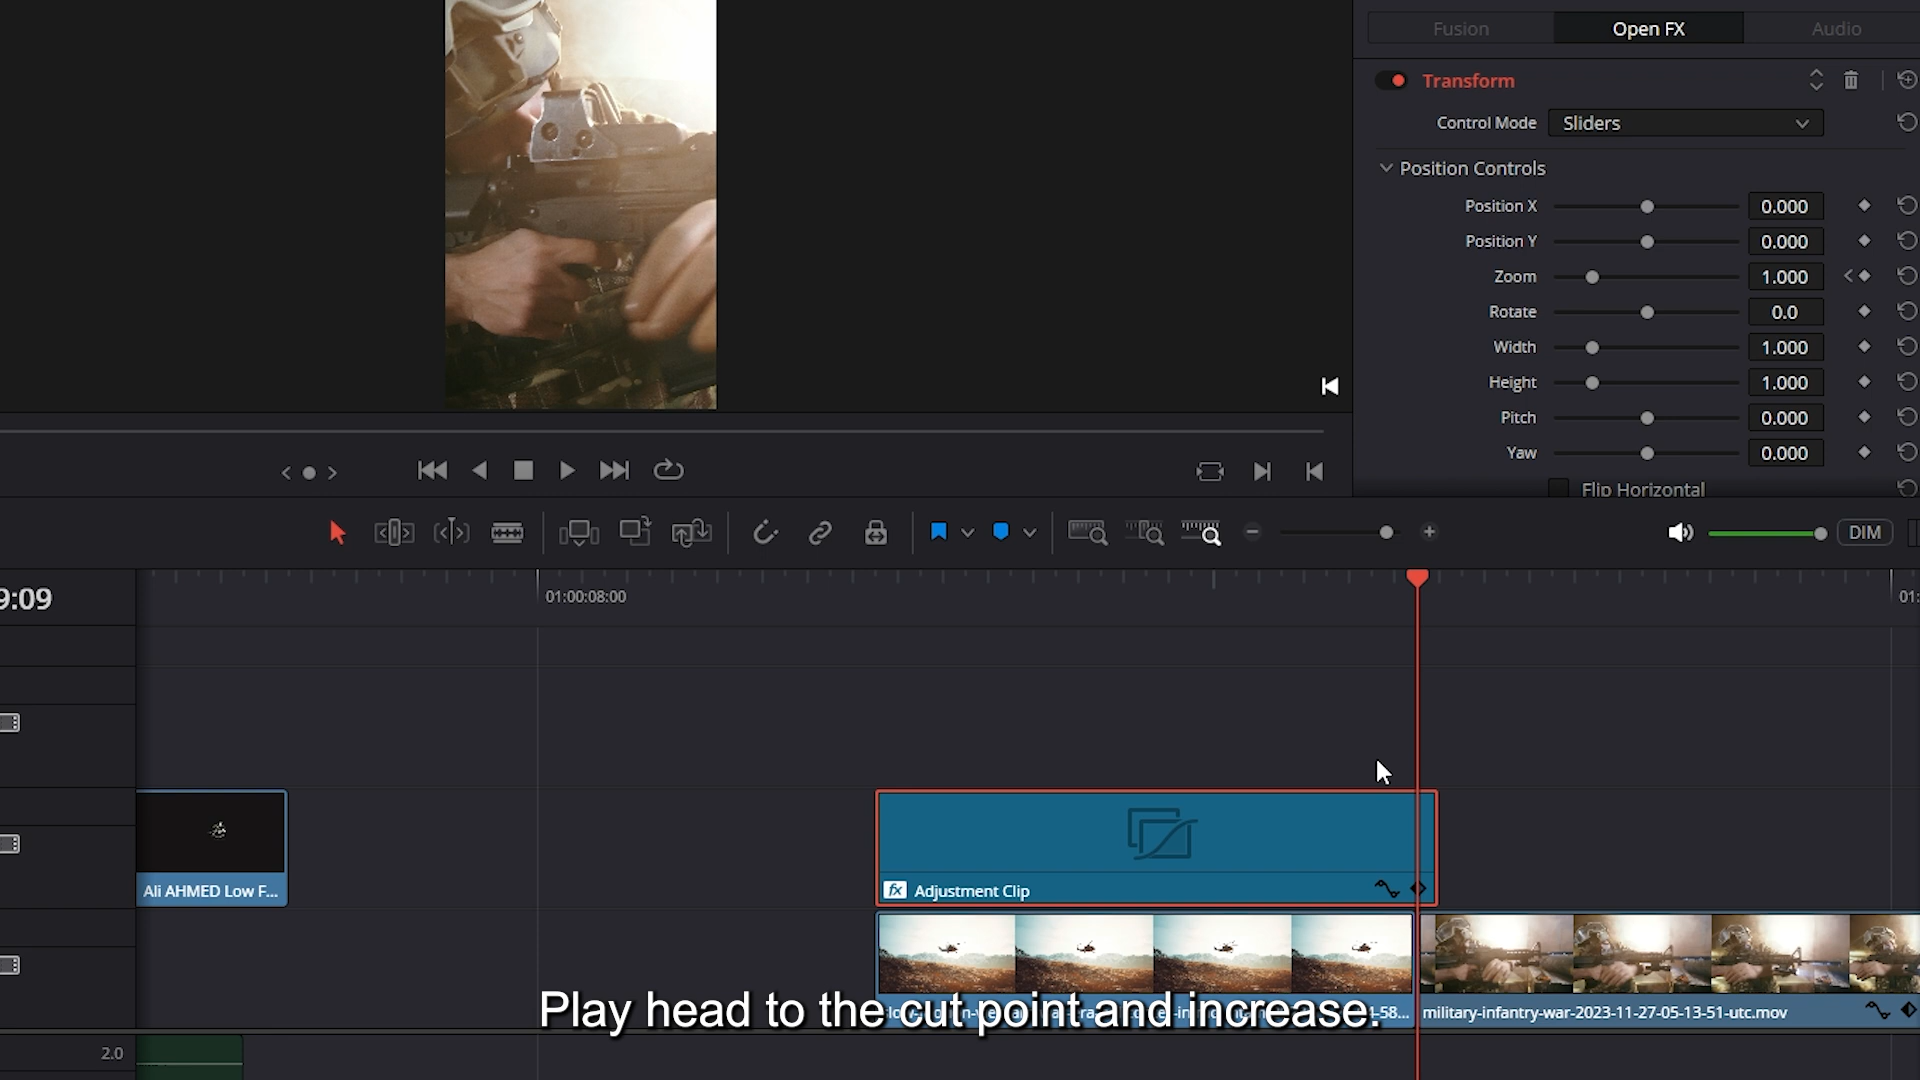 Fusion
Open FX
Audio
Transform
Control Mode
Sliders
Position Controls
Position X
0.000
Position Y
0.000
Zoom
1.000
Rotate
0.0
Width
1.000
Height
1.000
Pitch
0.000
Yaw
0.000
Flip Horizontal
DIM
9:09
01:00:08:00
01:
Ali AHMED Low F...
fx Adjustment Clip
58...
military-infantry-war-2023-11-27-05-13-51-utc.mov
Play head to the cut point and increase.
2.0